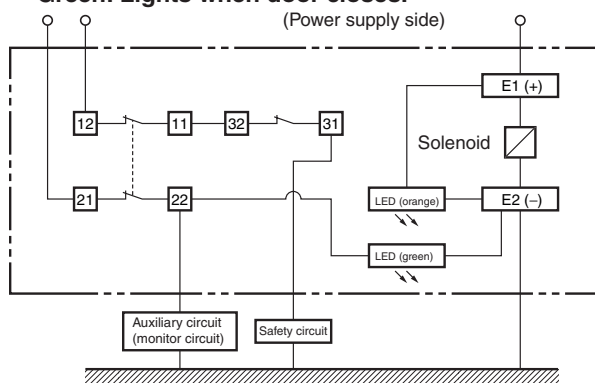 Green: Lights when door closes.
(Power supply side)
E1 (+)
12
11
32
31
Solenoid
21
22
LED (orange)
E2 (–)
LED (green)
Auxiliary circuit
(monitor circuit)
Safety circuit